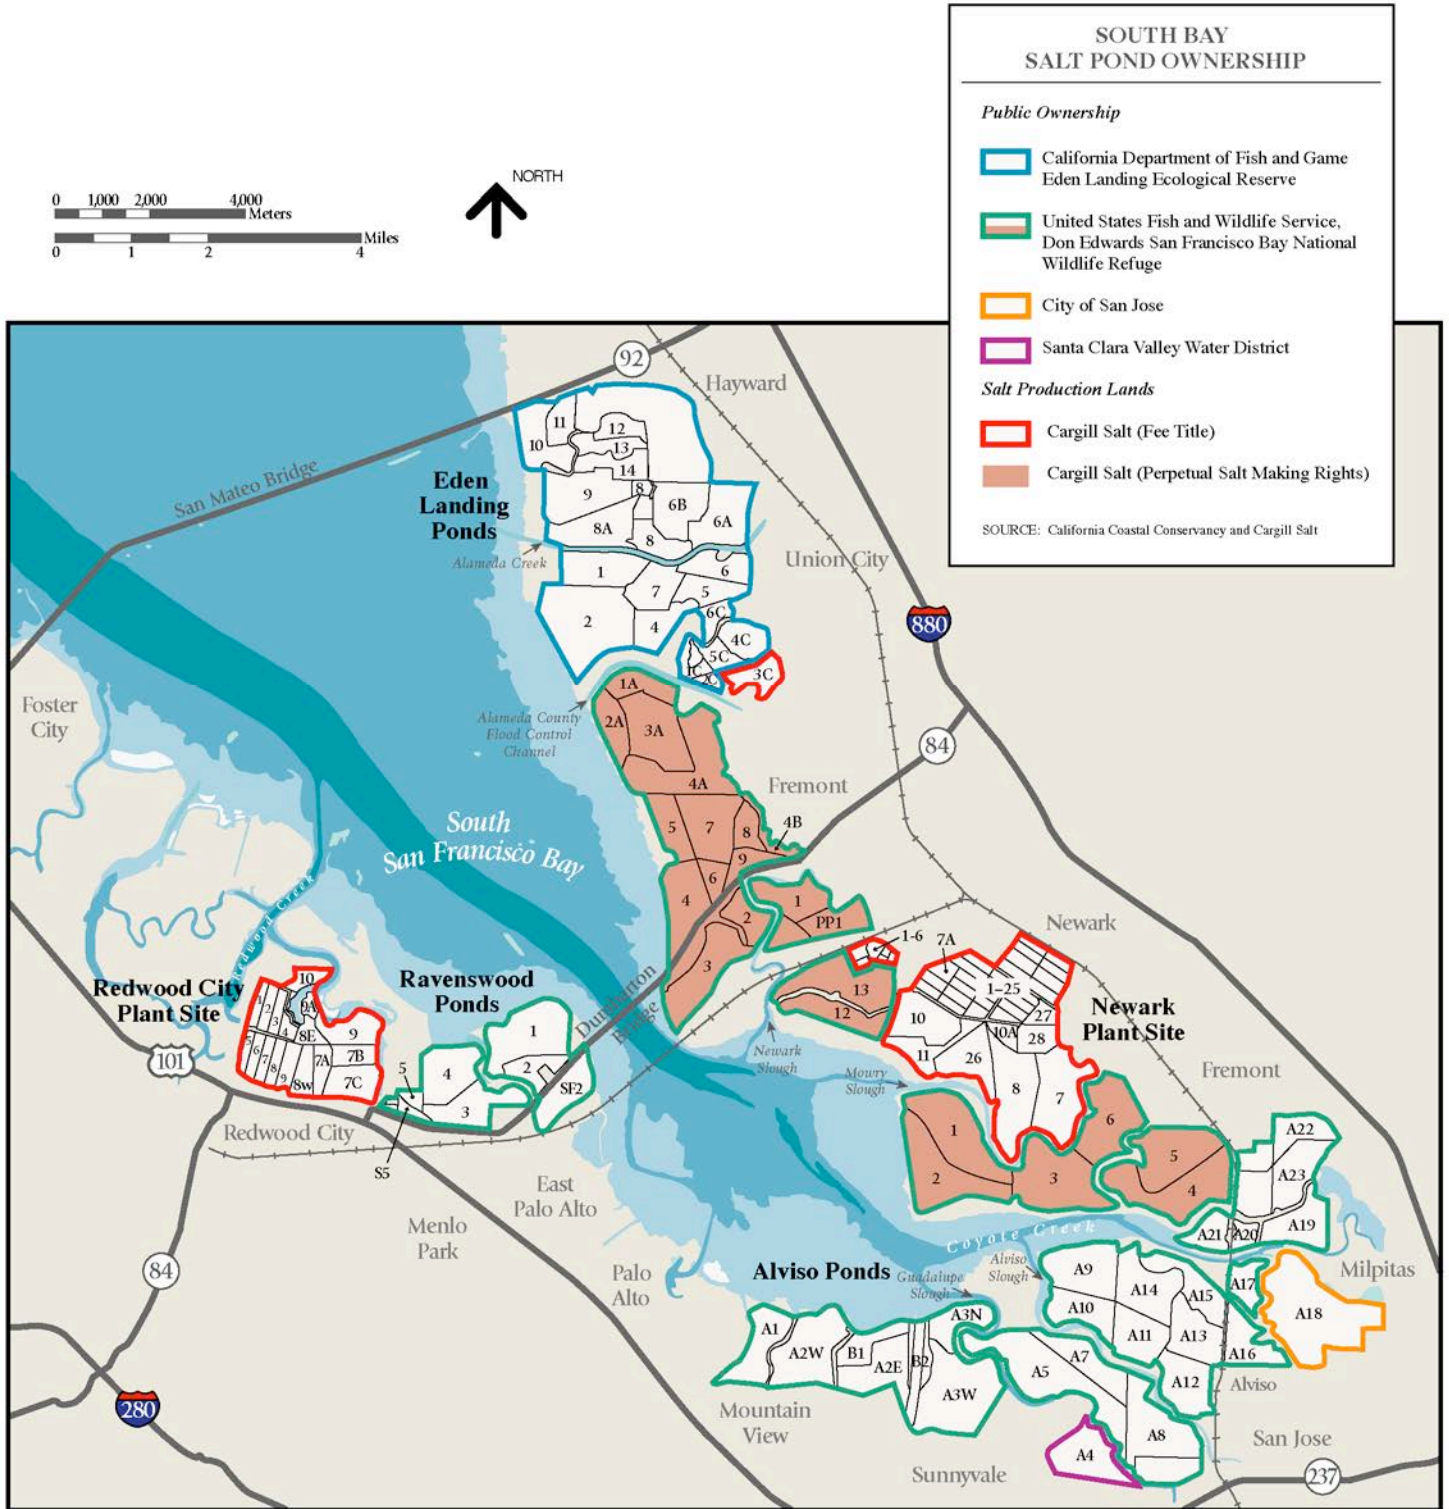 SOUTH BAY
SALT POND OWNERSHIP
Public Ownership
California Department of Fish and Game
Eden Landing Ecological Reserve
United States Fish and Wildlife Service,
Don Edwards San Francisco Bay National
Wildlife Refuge
City of San Jose
Santa Clara Valley Water District
Salt Production Lands
Cargill Salt (Fee Title)
Cargill Salt (Perpetual Salt Making Rights)
SOURCE: California Coastal Conservancy and Cargill Salt
NORTH
0 1,000 2,000 4,000
Meters
Miles
0 1 2 4
92
Hayward
San Mateo Bridge
Eden
Landing
Ponds
11
10
12
13
14
9
8
6B
6A
8A
8
Alameda Creek
Union City
1
6
7
5
2
4
6C
4C
5C
1C
3C
880
Foster
City
Alameda County
Flood Control
Channel
1A
2A
3A
4A
84
Fremont
5
7
8
4B
9
6
4
2
3
1
PP1
South
San Francisco Bay
Redwood Creek
Newark
1-6
7A
1–25
13
12
10
27
10A
28
11
26
8
7
Newark
Plant Site
Redwood City
Plant Site
10
1
2
3
4
9A
8E
9
5
6
7
8
9
8w
7A
7B
7C
Ravenswood
Ponds
1
2
4
5
3
SF2
S5
Dumbarton
Bridge
101
Redwood City
Newark
Slough
Mowry
Slough
Fremont
1
2
3
6
5
4
A22
A23
A21
A20
A19
East
Palo Alto
Menlo
Park
84
Palo
Alto
Coyote Creek
Alviso Ponds
Guadalupe
Slough
Alviso
Slough
Milpitas
A9
A10
A14
A15
A17
A18
A11
A13
A16
A12
Alviso
A1
A2W
B1
A2E
B2
A3N
A3W
A5
A7
A8
A4
280
Mountain
View
Sunnyvale
San Jose
237